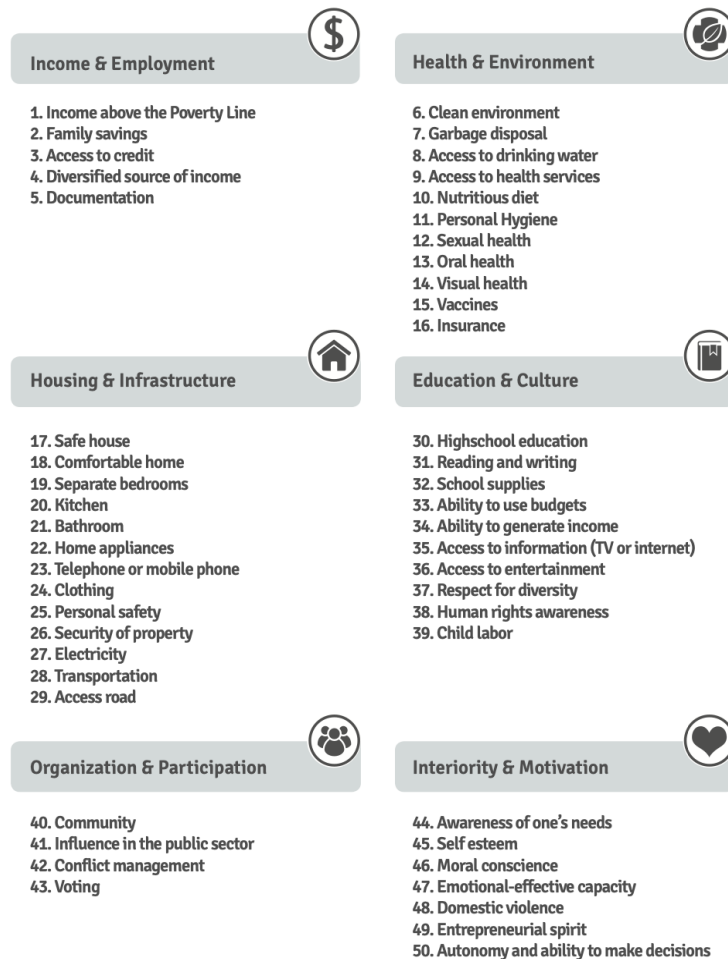 Income & Employment
1. Income above the Poverty Line
2. Family savings
3. Access to credit
4. Diversified source of income
5. Documentation
Health & Environment
6. Clean environment
7. Garbage disposal
8. Access to drinking water
9. Access to health services
10. Nutritious diet
11. Personal Hygiene
12. Sexual health
13. Oral health
14. Visual health
15. Vaccines
16. Insurance
Housing & Infrastructure
17. Safe house
18. Comfortable home
19. Separate bedrooms
20. Kitchen
21. Bathroom
22. Home appliances
23. Telephone or mobile phone
24. Clothing
25. Personal safety
26. Security of property
27. Electricity
28. Transportation
29. Access road
Education & Culture
30. Highschool education
31. Reading and writing
32. School supplies
33. Ability to use budgets
34. Ability to generate income
35. Access to information (TV or internet)
36. Access to entertainment
37. Respect for diversity
38. Human rights awareness
39. Child labor
Organization & Participation
40. Community
41. Influence in the public sector
42. Conflict management
43. Voting
Interiority & Motivation
44. Awareness of one's needs
45. Self esteem
46. Moral conscience
47. Emotional-effective capacity
48. Domestic violence
49. Entrepreneurial spirit
50. Autonomy and ability to make decisions